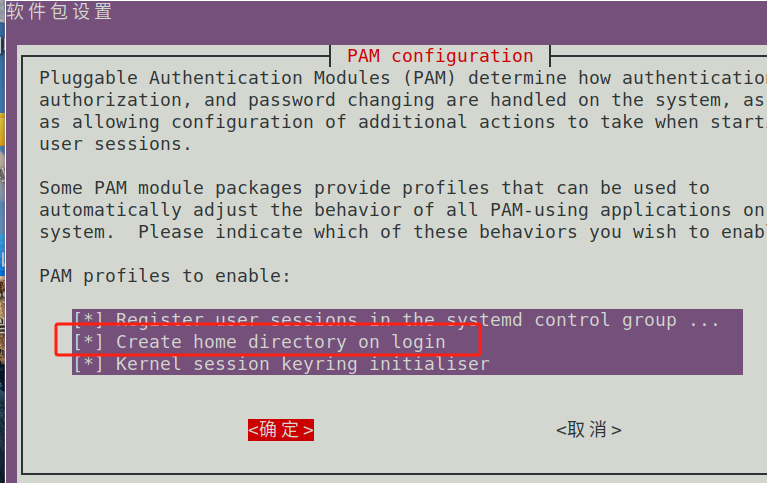 软件包设置
PAM configuration
Pluggable Authentication Modules (PAM) determine how authenticatio
authorization, and password changing are handled on the system, as
as allowing configuration of additional actions to take when start
user sessions.
Some PAM module packages provide profiles that can be used to
automatically adjust the behavior of all PAM-using applications on
system.  Please indicate which of these behaviors you wish to enab
PAM profiles to enable:
[*] Register user sessions in the systemd control group ...
[*] Create home directory on login
[*] Kernel session keyring initialiser
<确定> <取消>